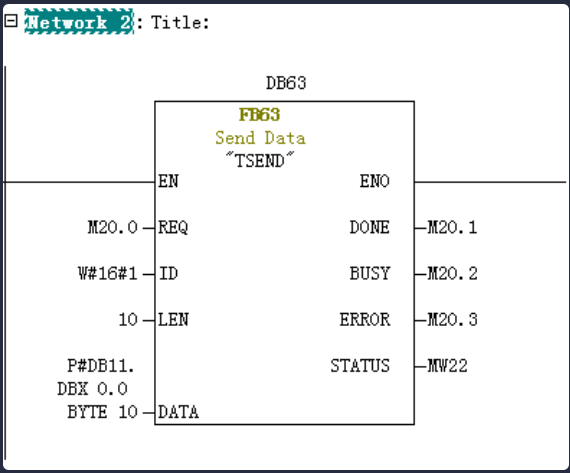 Network 2: Title:
DB63
FB63
Send Data
"TSEND"
EN ENO
M20.0 REQ DONE M20.1
W#16#1 ID BUSY M20.2
10 LEN ERROR M20.3
P#DB11. STATUS MW22
DBX 0.0
BYTE 10 DATA